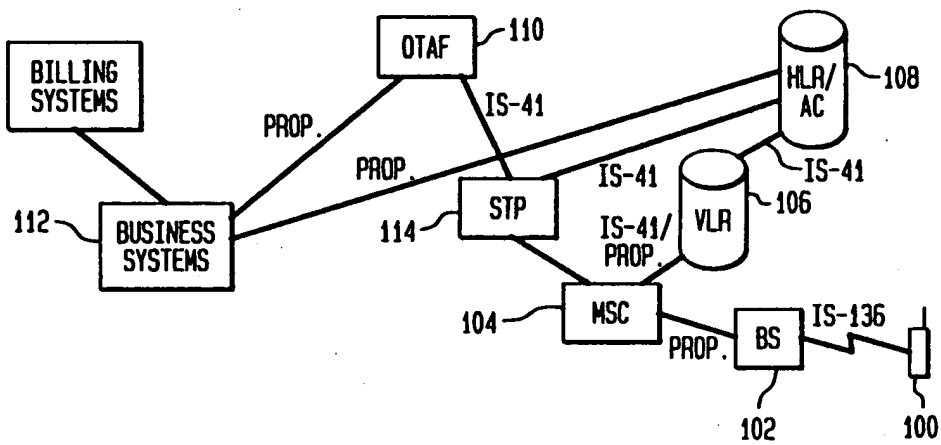 OTAF
110
BILLING
SYSTEMS
HLR/
AC
108
IS-41
PROP.
PROP.
IS-41
IS-41
112
BUSINESS
SYSTEMS
114
STP
VLR
106
IS-41/
PROP.
104
MSC
PROP.
BS
IS-136
102
100